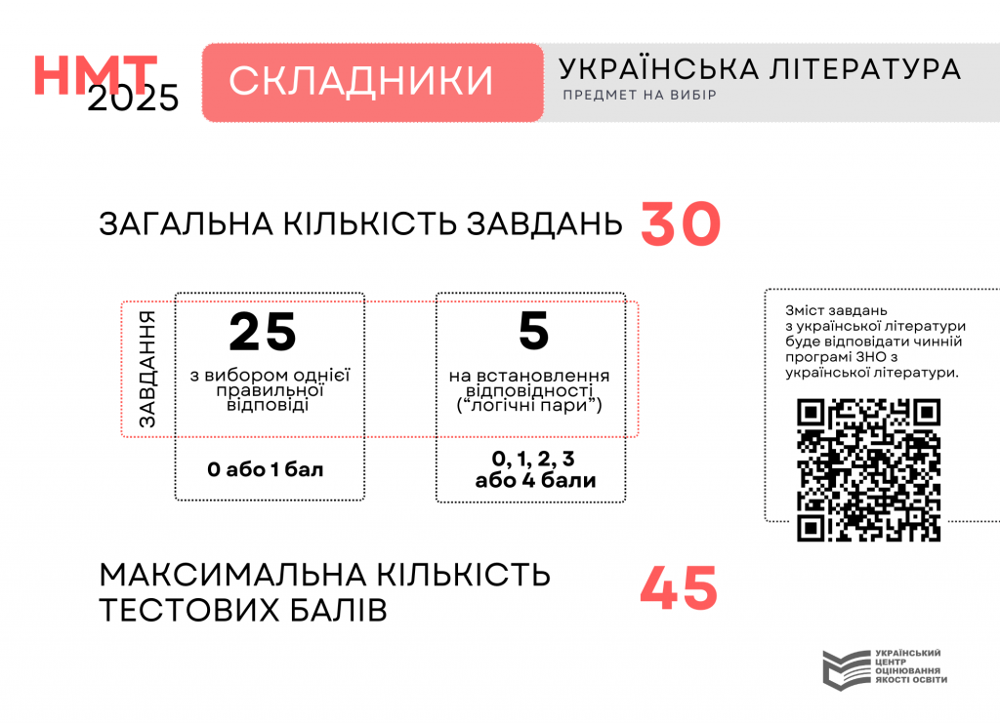 НМТ
2025
СКЛАДНИКИ
УКРАЇНСЬКА ЛІТЕРАТУРА
ПРЕДМЕТ НА ВИБІР
ЗАГАЛЬНА КІЛЬКІСТЬ ЗАВДАНЬ 30
ЗАВДАННЯ
25
з вибором однієї
правильної
відповіді
0 або 1 бал
5
на встановлення
відповідності
(“логічні пари”)
0, 1, 2, 3
або 4 бали
Зміст завдань
з української літератури
буде відповідати чинній
програмі ЗНО з
української літератури.
МАКСИМАЛЬНА КІЛЬКІСТЬ
ТЕСТОВИХ БАЛІВ
45
УКРАЇНСЬКИЙ
ЦЕНТР
ОЦІНЮВАННЯ
ЯКОСТІ ОСВІТИ